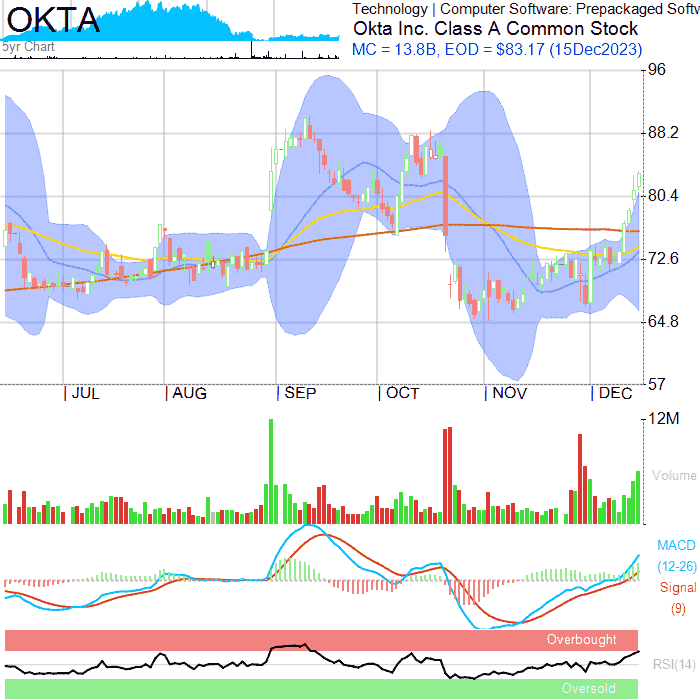 OKTA
5yr Chart
Technology | Computer Software: Prepackaged Softw
Okta Inc. Class A Common Stock
MC = 13.8B, EOD = $83.17 (15Dec2023)
96
88.2
80.4
72.6
64.8
57
| JUL | AUG | SEP | OCT | NOV | DEC
12M
Volume
MACD
(12-26)
Signal
(9)
Overbought
RSI(14)
Oversold